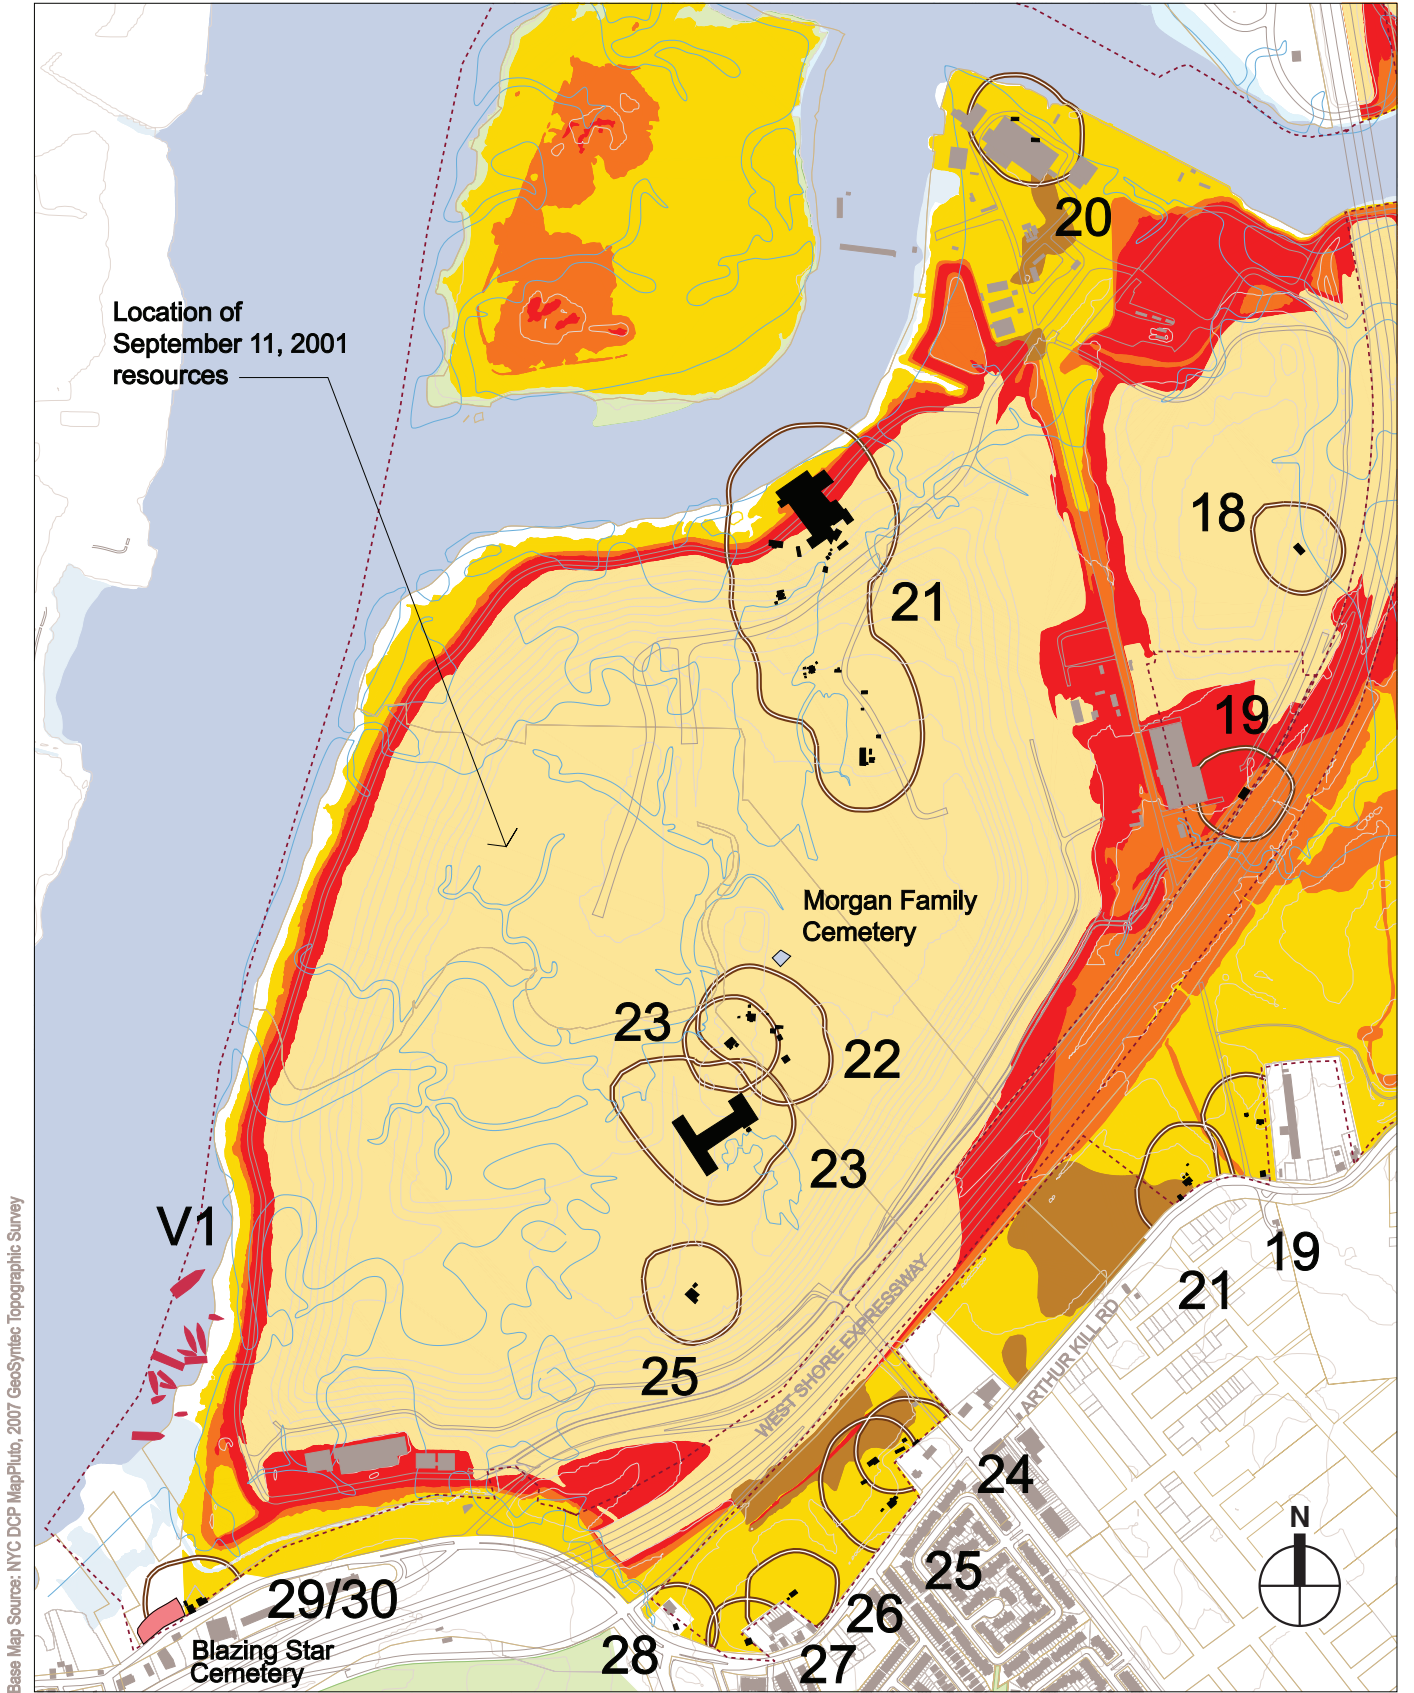 20
Location of
September 11, 2001
resources
18
21
19
Morgan Family
Cemetery
23
22
23
V1
19
21
25
WEST SHORE EXPRESSWAY
ARTHUR KILL RD
24
N
25
29/30
26
Blazing Star
Cemetery
28
27
Base Map Source: NYC DCP MapPluto, 2007 GeoSyntec Topographic Survey